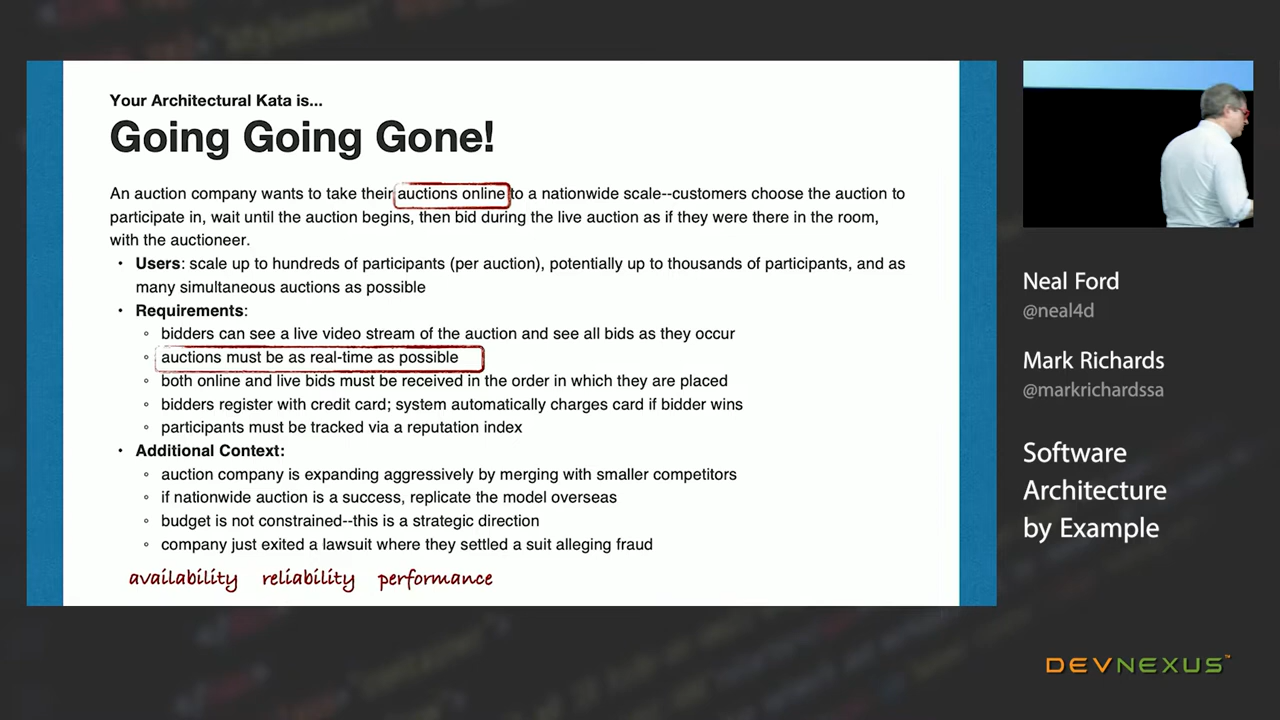 Your Architectural Kata is...
Going Going Gone!
An auction company wants to take their auctions online to a nationwide scale--customers choose the auction to
participate in, wait until the auction begins, then bid during the live auction as if they were there in the room,
with the auctioneer.
• Users: scale up to hundreds of participants (per auction), potentially up to thousands of participants, and as
many simultaneous auctions as possible
• Requirements:
◦ bidders can see a live video stream of the auction and see all bids as they occur
◦ auctions must be as real-time as possible
◦ both online and live bids must be received in the order in which they are placed
◦ bidders register with credit card; system automatically charges card if bidder wins
◦ participants must be tracked via a reputation index
• Additional Context:
◦ auction company is expanding aggressively by merging with smaller competitors
◦ if nationwide auction is a success, replicate the model overseas
◦ budget is not constrained--this is a strategic direction
◦ company just exited a lawsuit where they settled a suit alleging fraud
availability reliability performance
Neal Ford
@neal4d
Mark Richards
@markrichardssa
Software
Architecture
by Example
DEVNEXUS™